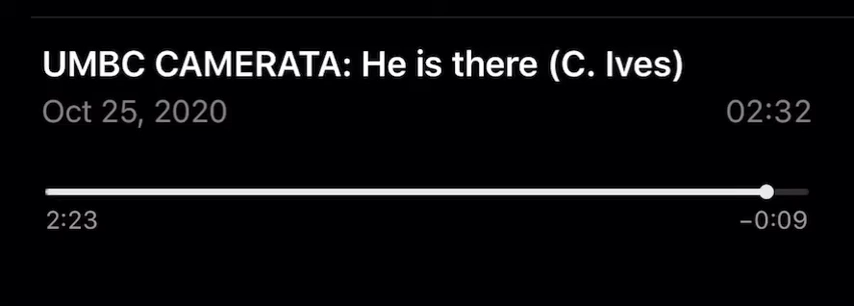 UMBC CAMERATA: He is there (C. Ives)
Oct 25, 2020 02:32
2:23 −0:09